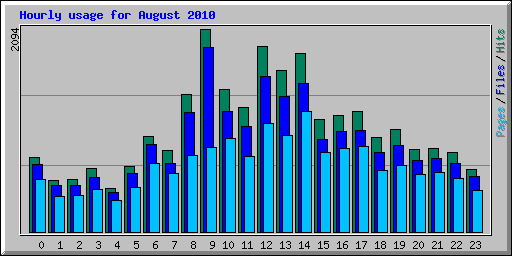 Hourly usage for August 2010
2094
Pages/Files/Hits
0 1 2 3 4 5 6 7 8 9 10 11 12 13 14 15 16 17 18 19 20 21 22 23